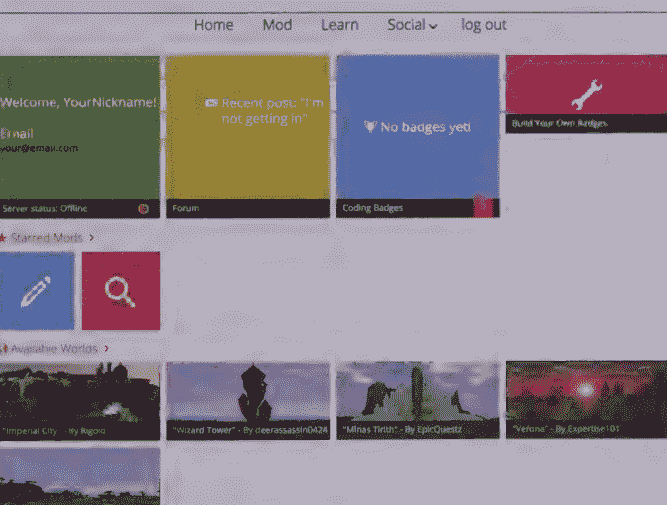 Home Mod Learn Social log out
Welcome, YourNickname!
Email
your@email.com
Server status: Offline
Recent post: "I'm
not getting in"
Forum
No badges yet!
Coding Badges
Build Your Own Badges
Starred Mods
Available Worlds
"Imperial City" - By Rigolo
"Wizard Tower" - By deerassassin0424
"Minas Tirith" - By EpicQuestz
"Verona" - By Expertise101